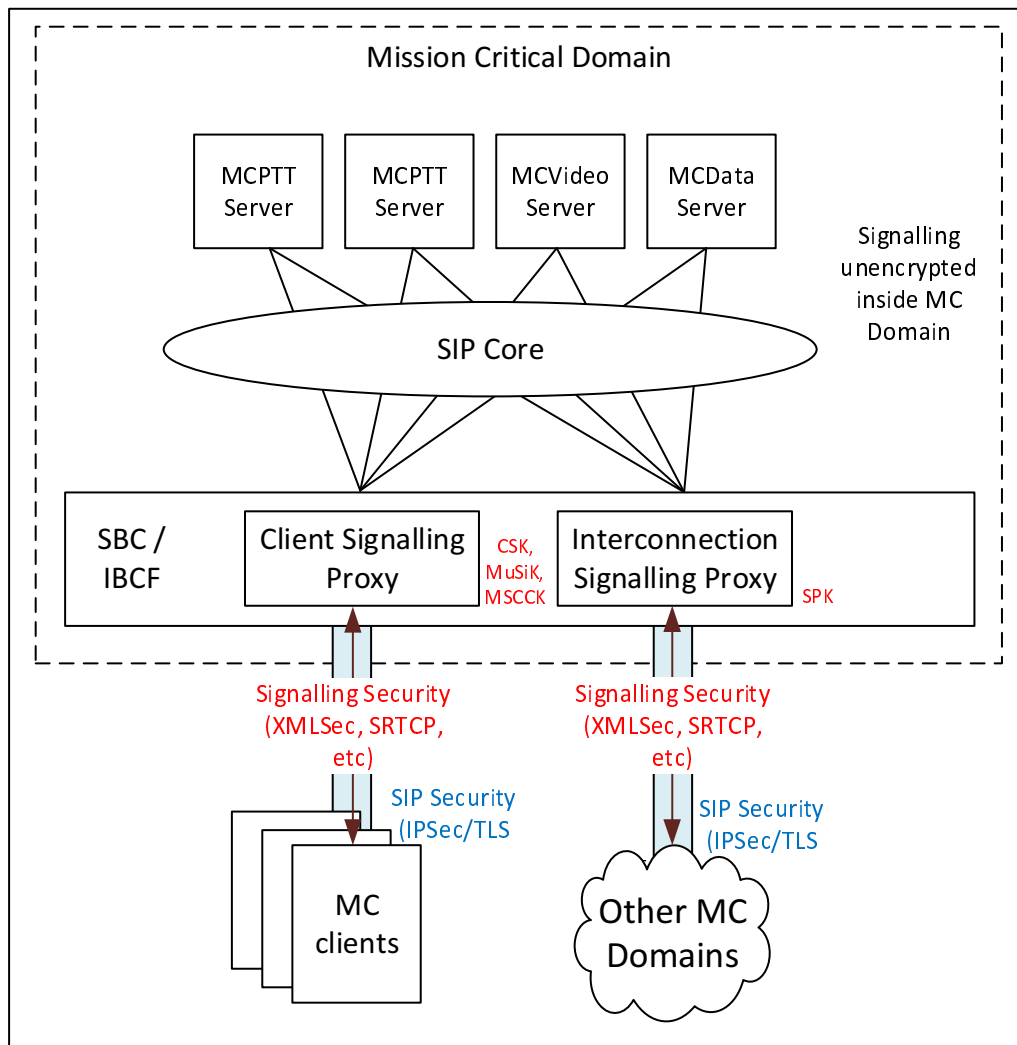 Mission Critical Domain
MCPTT
Server
MCPTT
Server
MCVideo
Server
MCData
Server
Signalling
unencrypted
inside MC
Domain
SIP Core
SBC /
IBCF
Client Signalling
Proxy
CSK,
MuSiK,
MSCCK
Interconnection
Signalling Proxy
SPK
Signalling Security
(XMLSec, SRTCP,
etc)
Signalling Security
(XMLSec, SRTCP,
etc)
SIP Security
(IPSec/TLS
SIP Security
(IPSec/TLS
MC
clients
Other MC
Domains